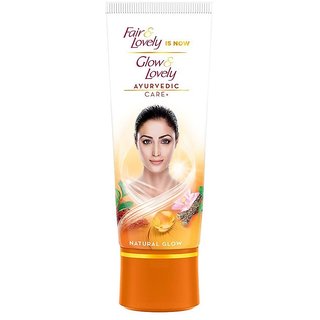 Fair & Lovely IS NOW
Glow & Lovely
AYURVEDIC
CARE+
NATURAL GLOW